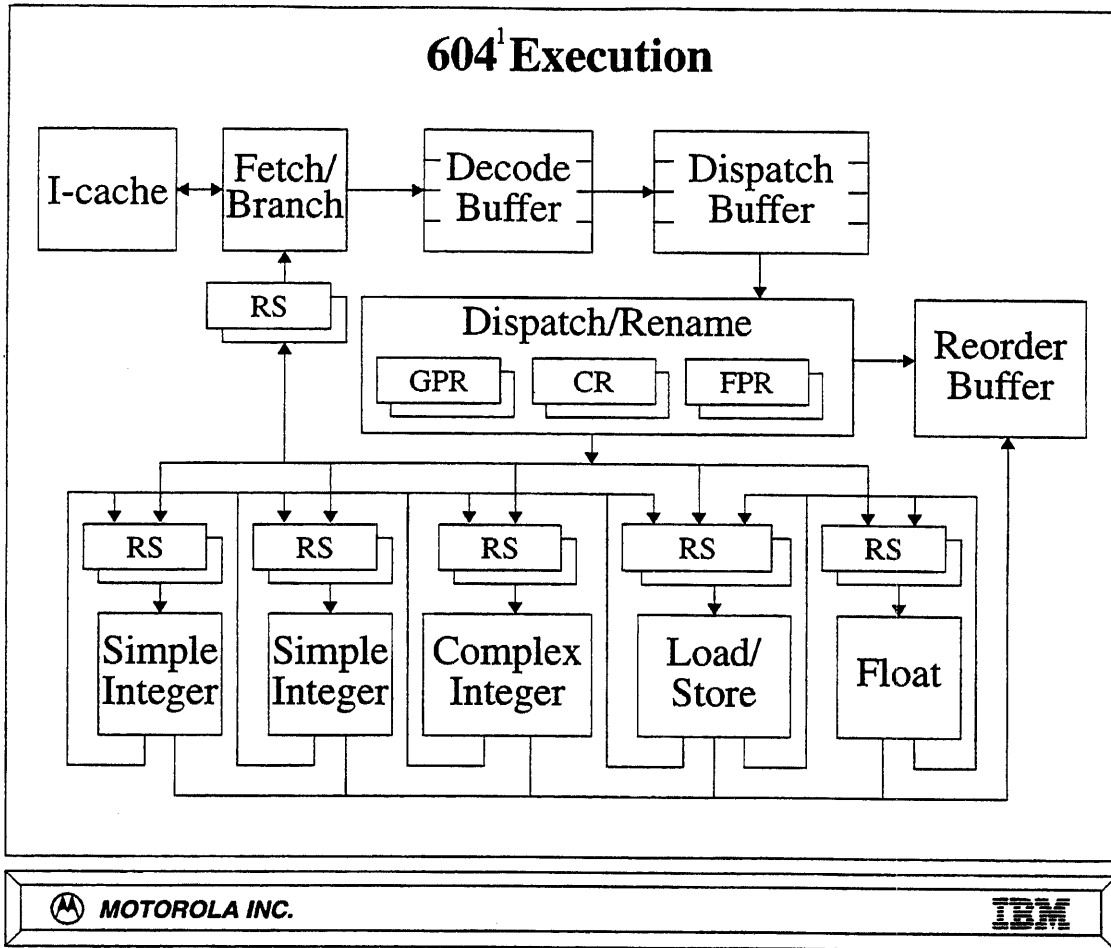 604¹ Execution
I-cache
Fetch/
Branch
Decode
Buffer
Dispatch
Buffer
RS
Dispatch/Rename
GPR
CR
FPR
Reorder
Buffer
RS
RS
RS
RS
RS
Simple
Integer
Simple
Integer
Complex
Integer
Load/
Store
Float
MOTOROLA INC.
IBM